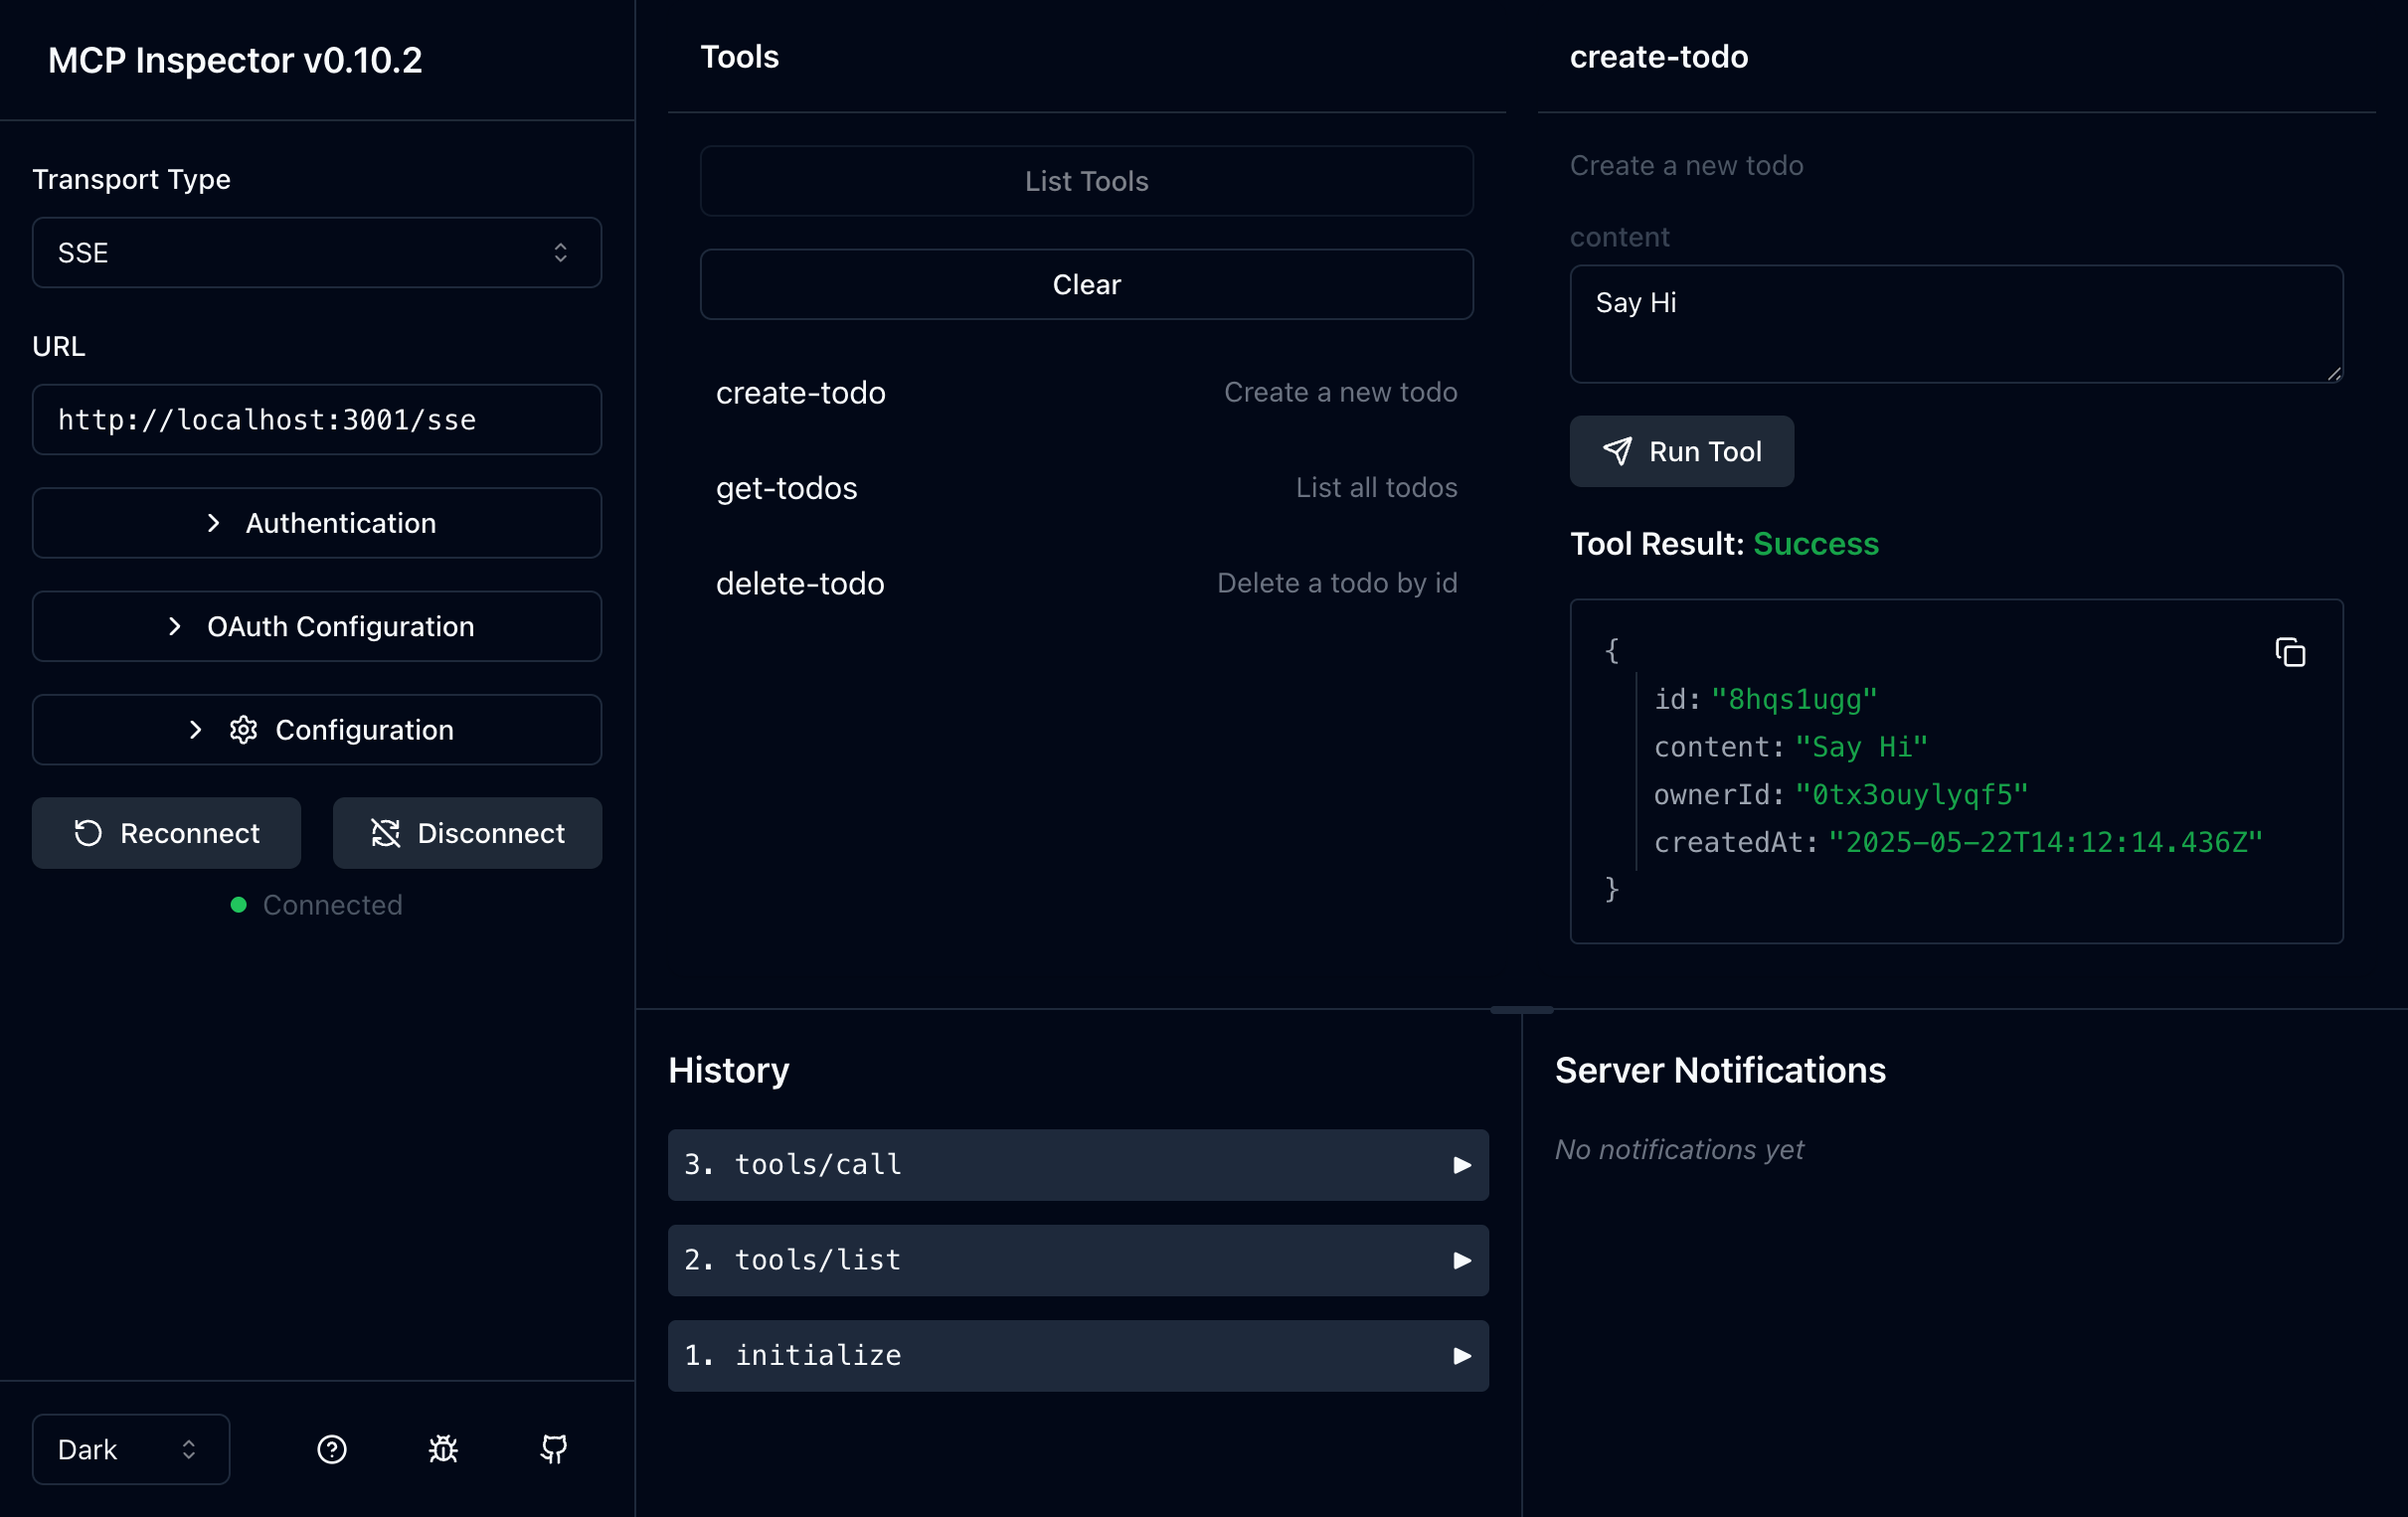 MCP Inspector v0.10.2
Transport Type
SSE
URL
http://localhost:3001/sse
Authentication
OAuth Configuration
Configuration
Reconnect
Disconnect
Connected
Dark
Tools
List Tools
Clear
create-todo Create a new todo
get-todos List all todos
delete-todo Delete a todo by id
create-todo
Create a new todo
content
Say Hi
Run Tool
Tool Result: Success
{
id: "8hqs1ugg"
content: "Say Hi"
ownerId: "0tx3ouylyqf5"
createdAt: "2025-05-22T14:12:14.436Z"
}
History
3. tools/call
2. tools/list
1. initialize
Server Notifications
No notifications yet